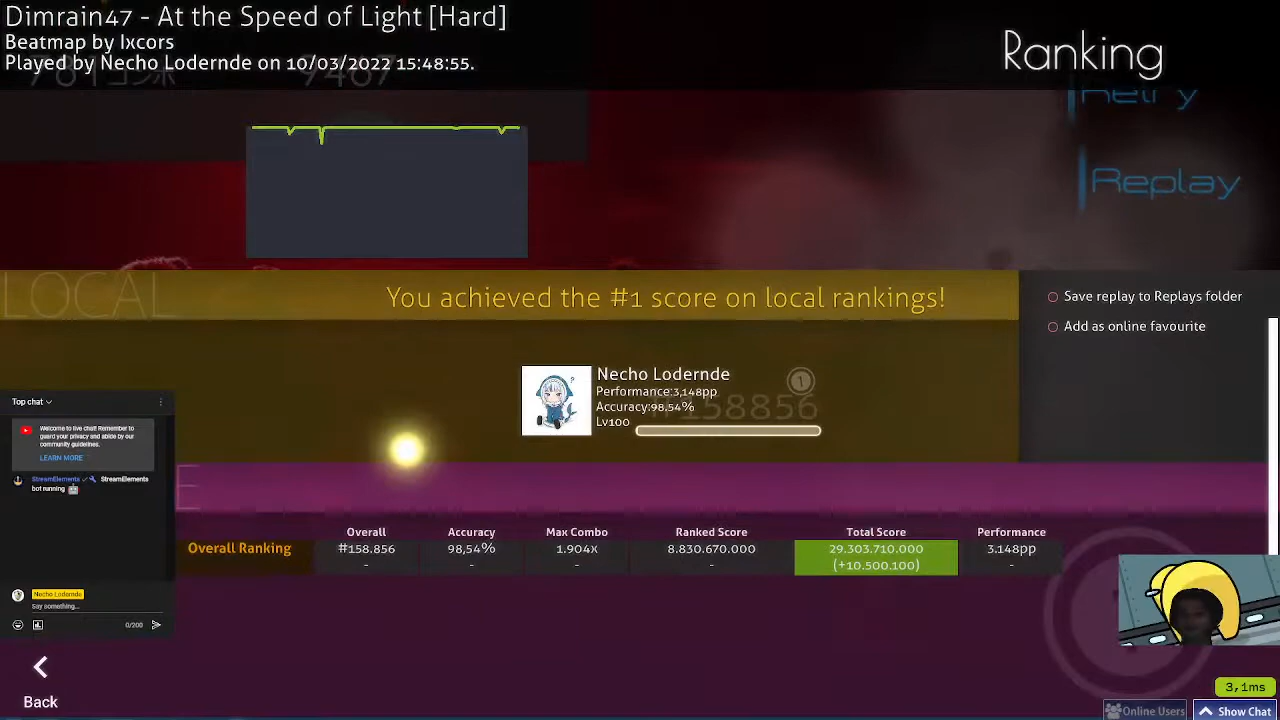 Dimrain47 - At the Speed of Light [Hard]
Beatmap by Ixcors
Played by Necho Lodernde on 10/03/2022 15:48:55.
Ranking
Retry
Replay
LOCAL
You achieved the #1 score on local rankings!
Save replay to Replays folder
Add as online favourite
Necho Lodernde
Performance:3,148pp
Accuracy:98,54%
Lv100
1
158856
Top chat
Welcome to live chat! Remember to
guard your privacy and abide by our
community guidelines.
LEARN MORE
StreamElements StreamElements
bot running
Overall Accuracy Max Combo Ranked Score Total Score Performance
Overall Ranking #158.856 98,54% 1.904x 8.830.670.000 29.303.710.000 3.148pp
- - - - (+10.500.100) -
Necho Lodernde
Say something...
0/200
Back
3,1ms
Online Users
Show Chat